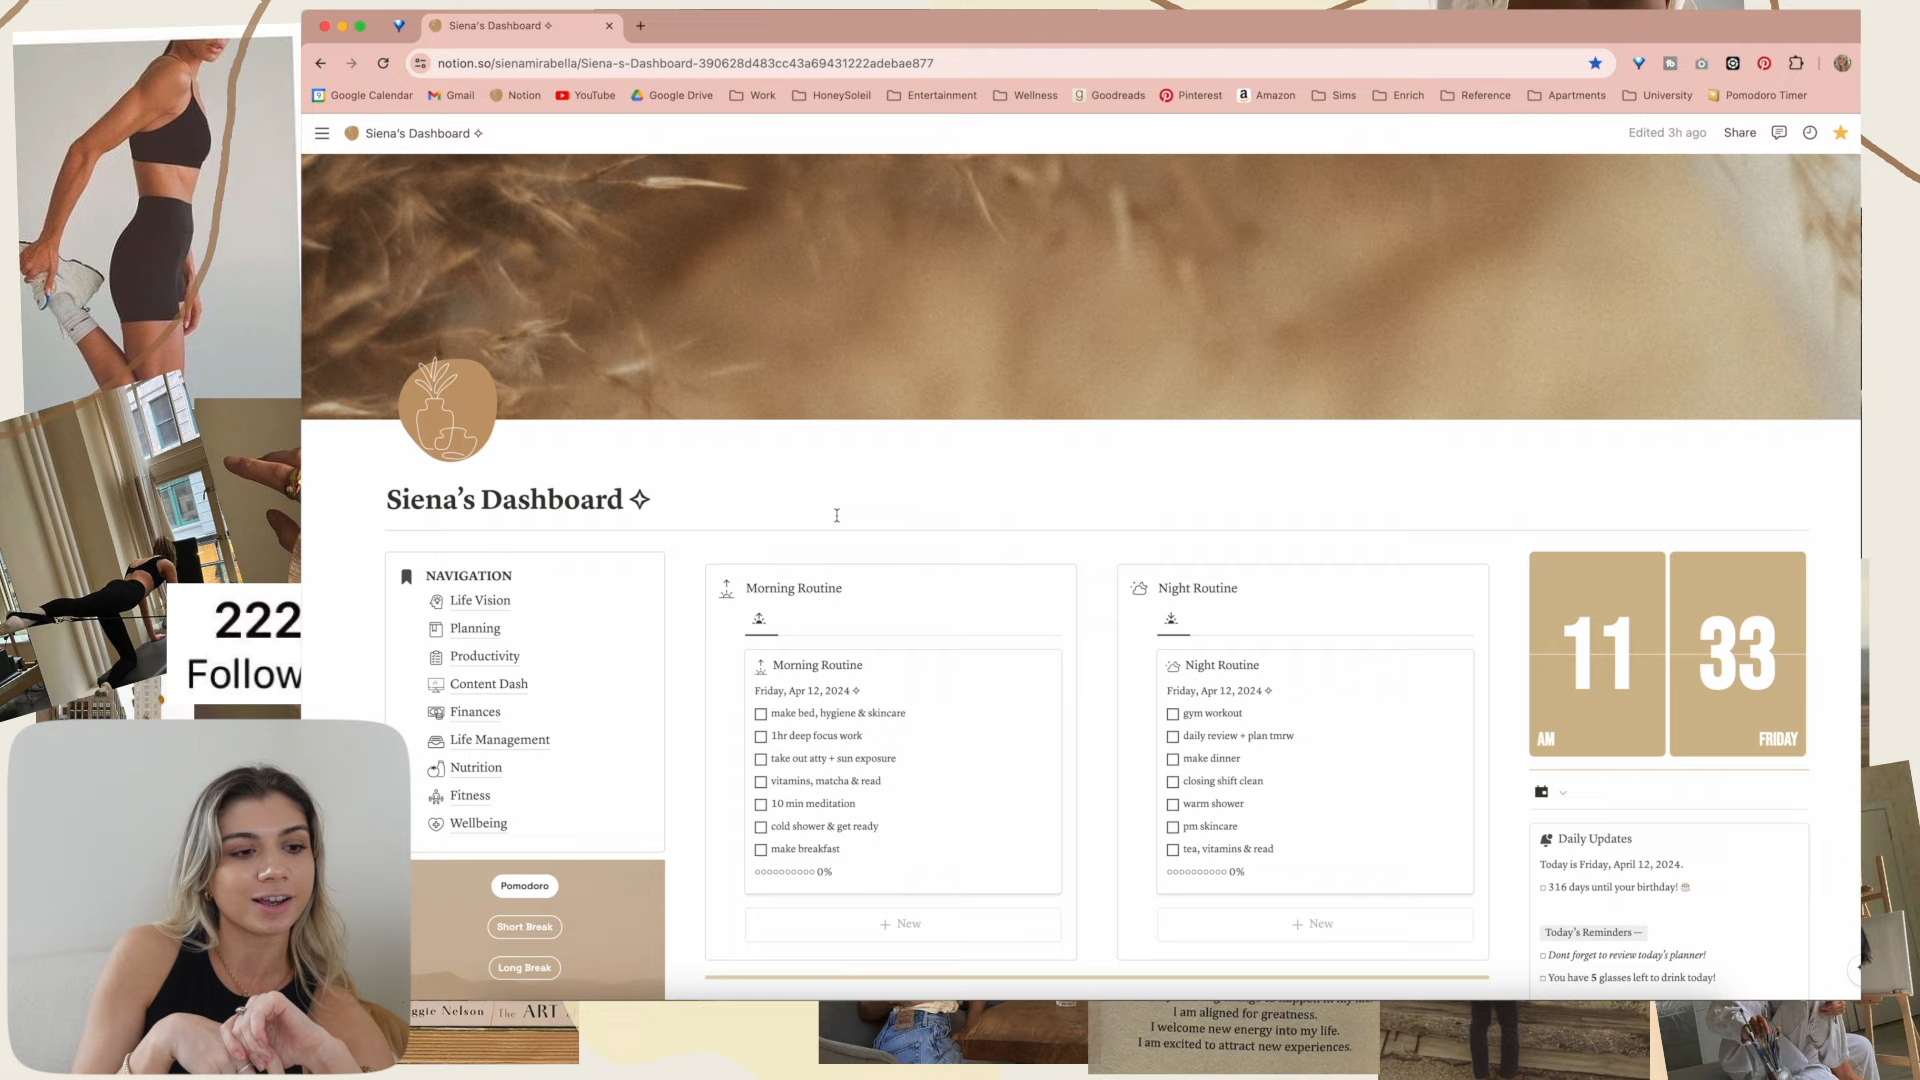 Siena's Dashboard ✧
notion.so/sienamirabella/Siena-s-Dashboard-390628d483cc43a69431222adebae877
Google Calendar Gmail Notion YouTube Google Drive Work HoneySoleil Entertainment Wellness Goodreads Pinterest Amazon Sims Enrich Reference Apartments University Pomodoro Timer
Siena's Dashboard ✧
Edited 3h ago Share
Siena's Dashboard ✧
NAVIGATION
Life Vision
Planning
Productivity
Content Dash
Finances
Life Management
Nutrition
Fitness
Wellbeing
Pomodoro
Short Break
Long Break
Morning Routine
Morning Routine
Friday, Apr 12, 2024 ✧
make bed, hygiene & skincare
1hr deep focus work
take out atty + sun exposure
vitamins, matcha & read
10 min meditation
cold shower & get ready
make breakfast
0%
+ New
Night Routine
Night Routine
Friday, Apr 12, 2024 ✧
gym workout
daily review + plan tmrw
make dinner
closing shift clean
warm shower
pm skincare
tea, vitamins & read
0%
+ New
11 33
AM FRIDAY
Daily Updates
Today is Friday, April 12, 2024.
316 days until your birthday!
Today's Reminders —
Dont forget to review today's planner!
You have 5 glasses left to drink today!
222
Follow
ggie Nelson / The ART
I am aligned for greatness.
I welcome new energy into my life.
I am excited to attract new experiences.